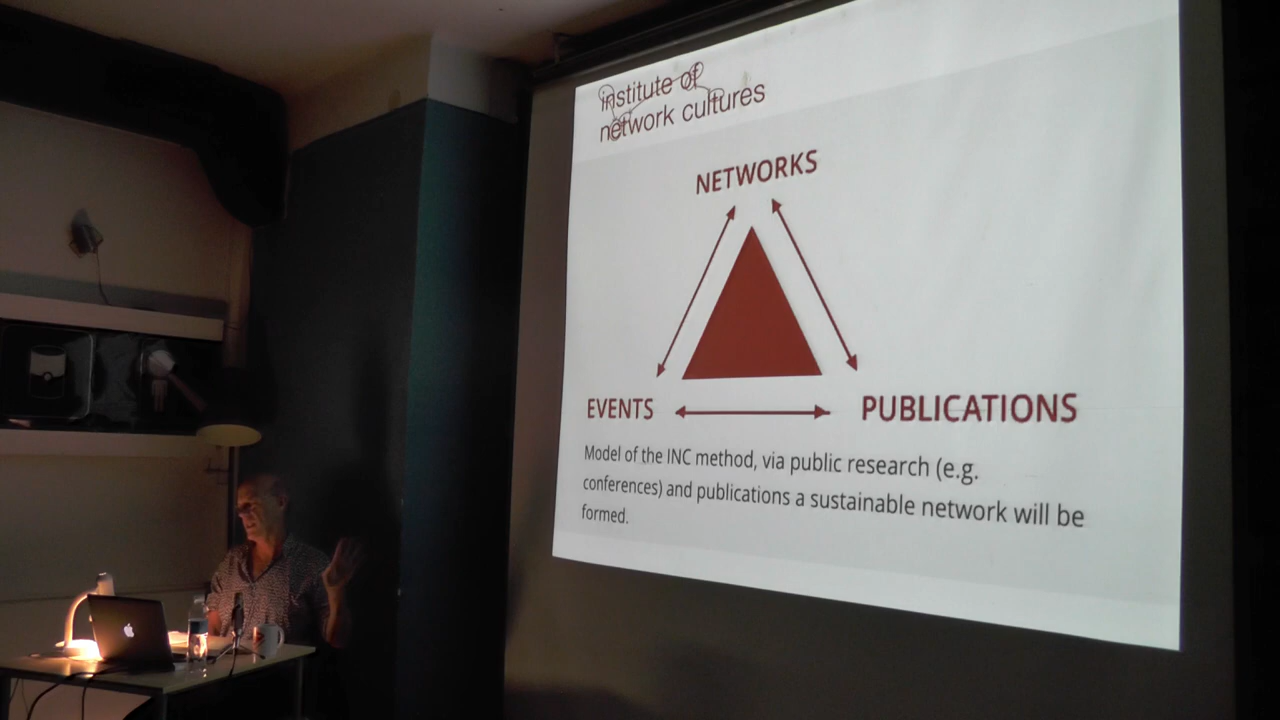 institute of
network cultures
NETWORKS
EVENTS
PUBLICATIONS
Model of the INC method, via public research (e.g.
conferences) and publications a sustainable network will be
formed.